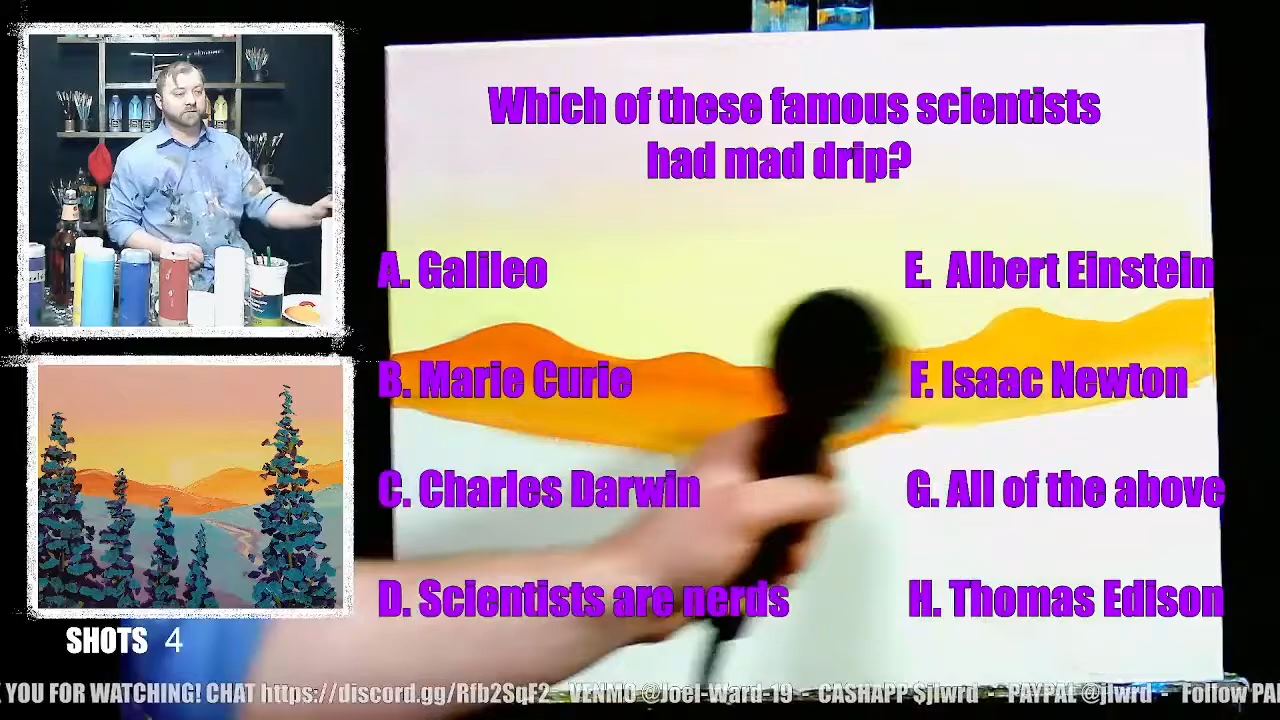 Which of these famous scientists
had mad drip?
A. Galileo
B. Marie Curie
C. Charles Darwin
D. Scientists are nerds
E. Albert Einstein
F. Isaac Newton
G. All of the above
H. Thomas Edison
SHOTS 4
YOU FOR WATCHING! CHAT https://discord.gg/Rfb2SqF2 - VENMO @Joel-Ward-19 - CASHAPP $jlwrd - PAYPAL @jlwrd - Follow